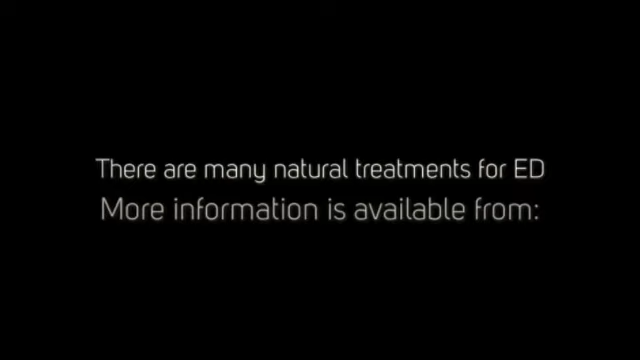 There are many natural treatments for ED
More information is available from: